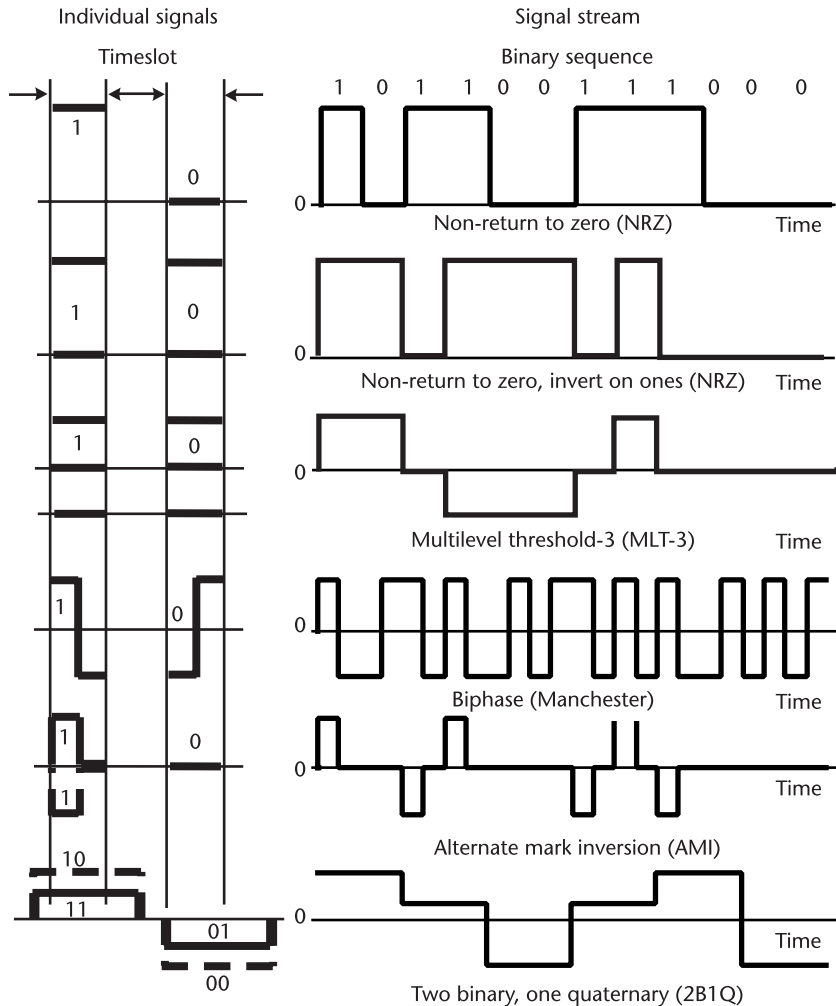 Individual signals
Signal stream
Timeslot
Binary sequence
1 0 1 1 0 0 1 1 1 0 0 0
1
0
0
Non-return to zero (NRZ)
Time
1
0
0
Non-return to zero, invert on ones (NRZ)
Time
1
0
0
Multilevel threshold-3 (MLT-3)
Time
1
0
0
Biphase (Manchester)
Time
1
0
0
1
Time
Alternate mark inversion (AMI)
10
11
01
0
Time
00
Two binary, one quaternary (2B1Q)